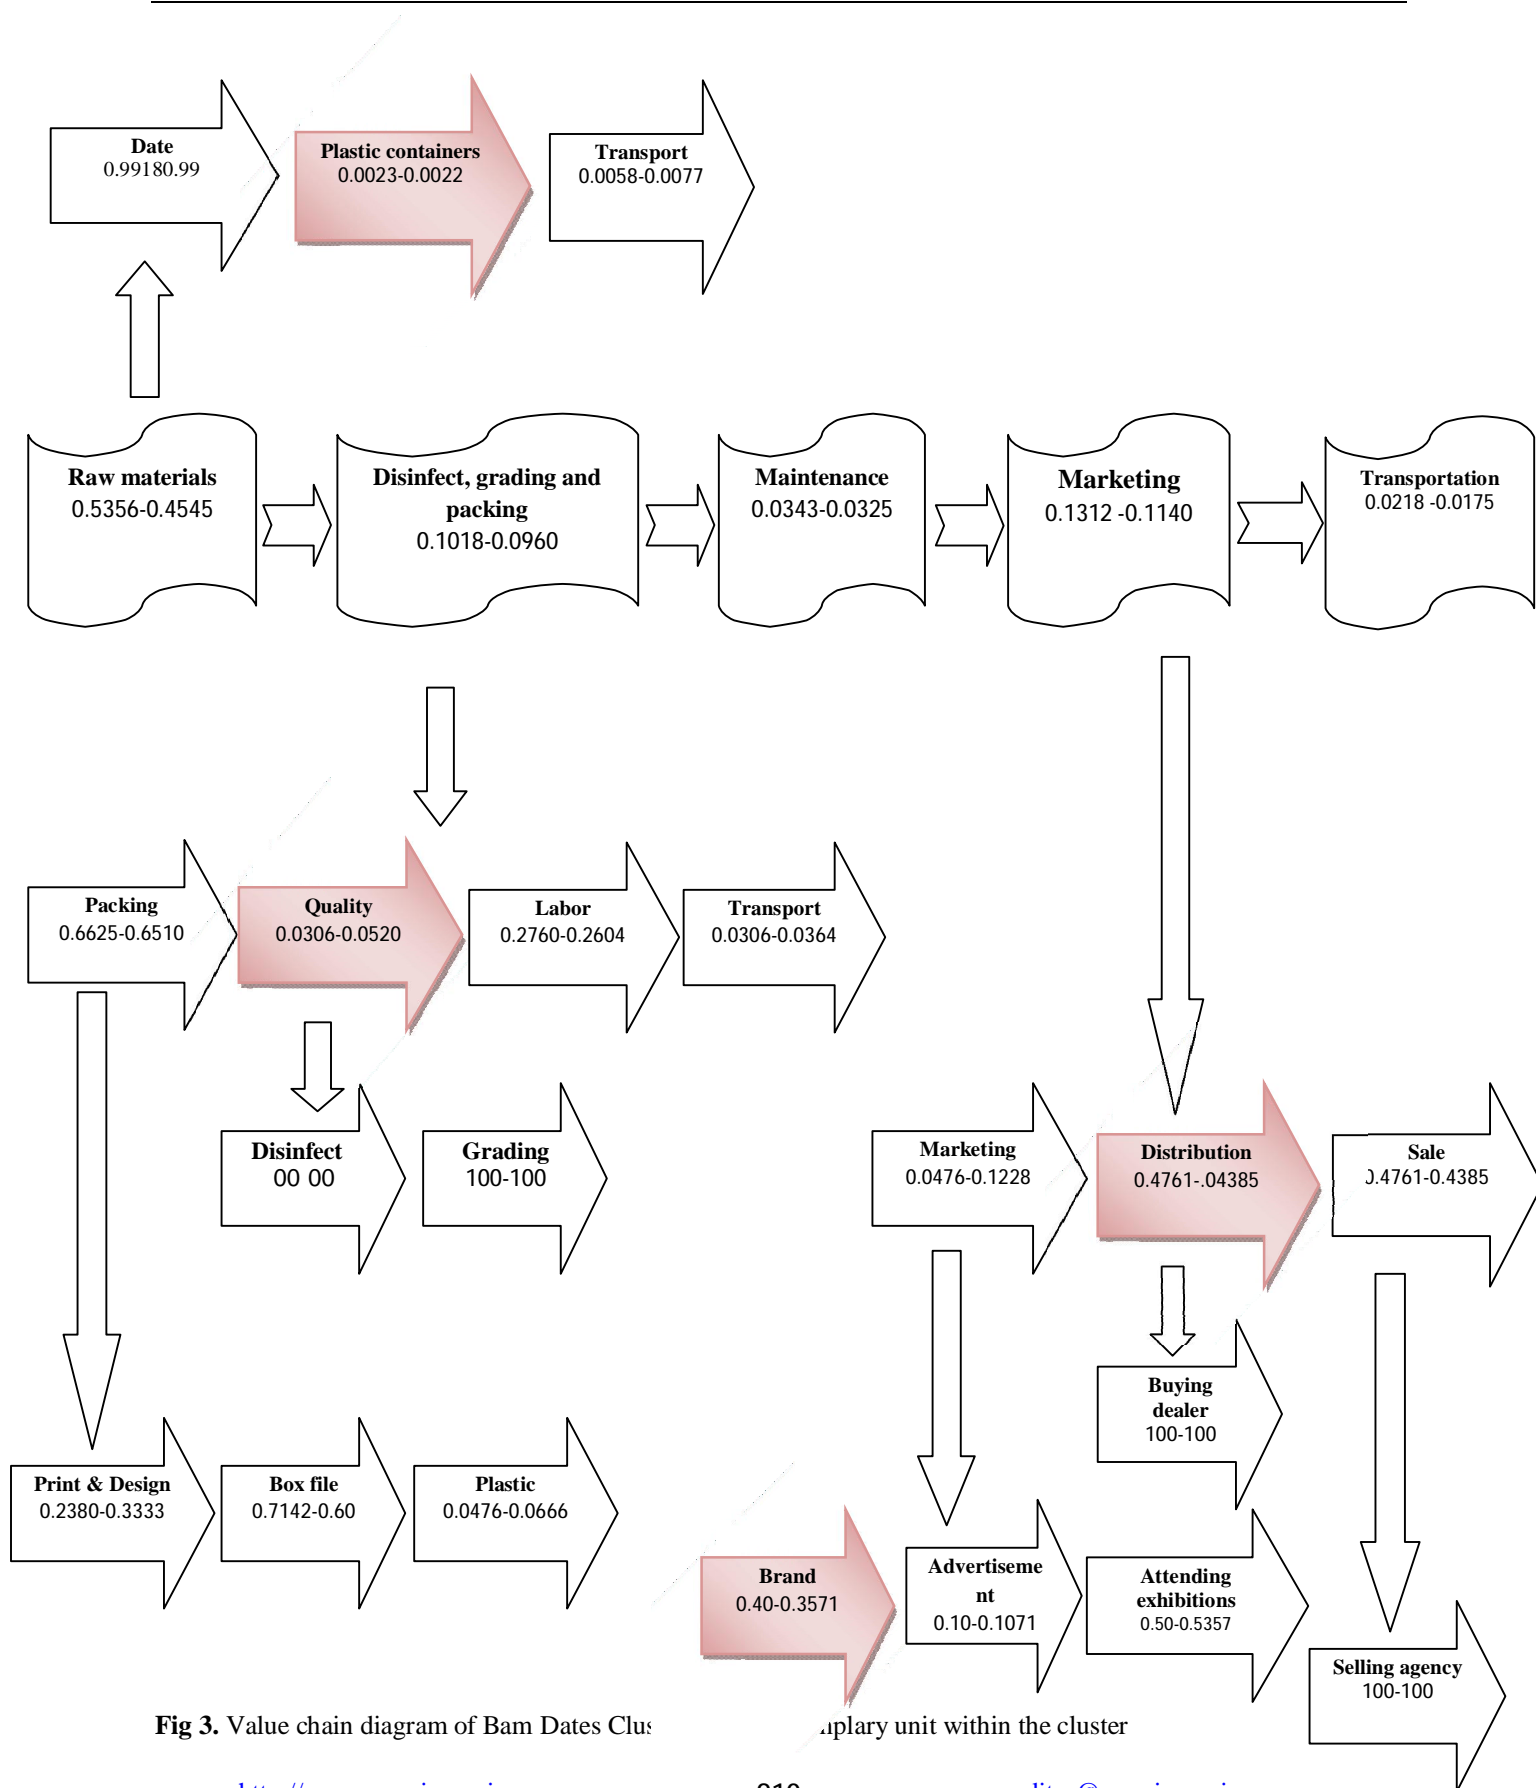 Date
0.99180.99
Plastic containers
0.0023-0.0022
Transport
0.0058-0.0077
Raw materials
0.5356-0.4545
Disinfect, grading and
packing
0.1018-0.0960
Maintenance
0.0343-0.0325
Marketing
0.1312 -0.1140
Transportation
0.0218 -0.0175
Packing
0.6625-0.6510
Quality
0.0306-0.0520
Labor
0.2760-0.2604
Transport
0.0306-0.0364
Disinfect
00 00
Grading
100-100
Marketing
0.0476-0.1228
Distribution
0.4761-.04385
Sale
0.4761-0.4385
Buying
dealer
100-100
Print & Design
0.2380-0.3333
Box file
0.7142-0.60
Plastic
0.0476-0.0666
Brand
0.40-0.3571
Advertiseme
nt
0.10-0.1071
Attending
exhibitions
0.50-0.5357
Selling agency
100-100
Fig 3. Value chain diagram of Bam Dates unit within the cluster